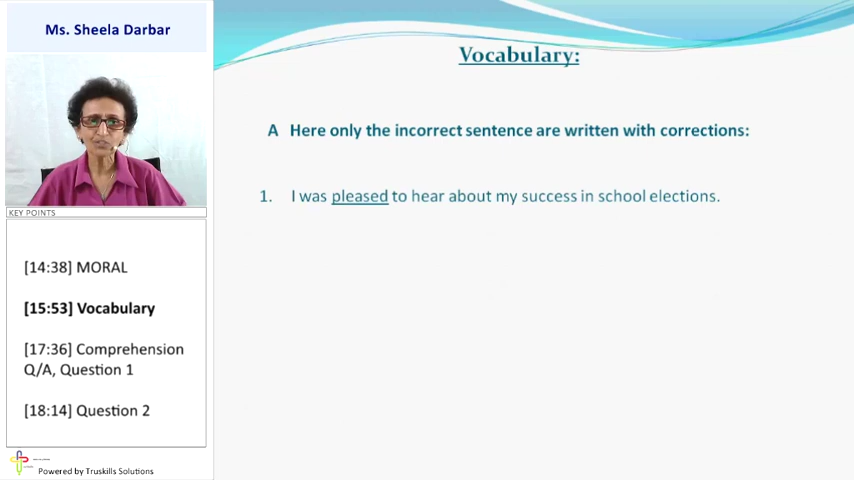 Ms. Sheela Darbar
Vocabulary:
A Here only the incorrect sentence are written with corrections:
1. I was pleased to hear about my success in school elections.
KEY POINTS
[14:38] MORAL
[15:53] Vocabulary
[17:36] Comprehension
Q/A, Question 1
[18:14] Question 2
Powered by Truskills Solutions